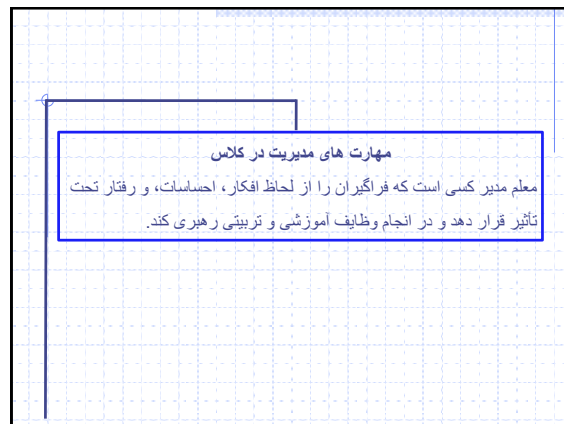 مهارت های مدیریت در کلاس
معلم مدیر کسی است که فراگیران را از لحاظ افکار، احساسات، و رفتار تحت
تأثیر قرار دهد و در انجام وظایف آموزشی و تربیتی رهبری کند.